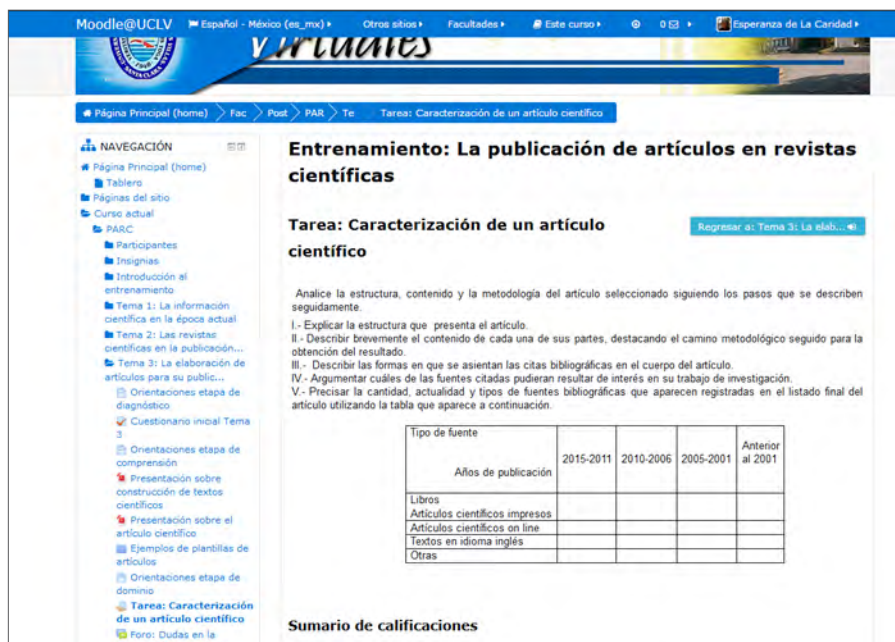 Moodle@UCLV Español - México (es_mx) Otros sitios Facultades Este curso 0 Esperanza de La Caridad
Virtuales
Página Principal (home) Fac Post PAR Te Tarea: Caracterización de un artículo científico
NAVEGACIÓN
Página Principal (home)
Tablero
Páginas del sitio
Curso actual
PARC
Participantes
Insignias
Introducción al
entrenamiento
Tema 1: La información
científica en la época actual
Tema 2: Las revistas
científicas en la publicación...
Tema 3: La elaboración de
artículos para su public...
Orientaciones etapa de
diagnóstico
Cuestionario inicial Tema
3
Orientaciones etapa de
comprensión
Presentación sobre
construcción de textos
científicos
Presentación sobre el
artículo científico
Ejemplos de plantillas de
artículos
Orientaciones etapa de
dominio
Tarea: Caracterización
de un artículo científico
Foro: Dudas en la
Entrenamiento: La publicación de artículos en revistas
científicas
Tarea: Caracterización de un artículo
científico
Regresar a: Tema 3: La elab...
Analice la estructura, contenido y la metodología del artículo seleccionado siguiendo los pasos que se describen
seguidamente.
I.- Explicar la estructura que presenta el artículo.
II.- Describir brevemente el contenido de cada una de sus partes, destacando el camino metodológico seguido para la
obtención del resultado.
III.- Describir las formas en que se asientan las citas bibliográficas en el cuerpo del artículo.
IV.- Argumentar cuáles de las fuentes citadas pudieran resultar de interés en su trabajo de investigación.
V.- Precisar la cantidad, actualidad y tipos de fuentes bibliográficas que aparecen registradas en el listado final del
artículo utilizando la tabla que aparece a continuación.
Tipo de fuente
Años de publicación
2015-2011 2010-2006 2005-2001 Anterior
al 2001
Libros
Artículos científicos impresos
Artículos científicos on line
Textos en idioma inglés
Otras
Sumario de calificaciones